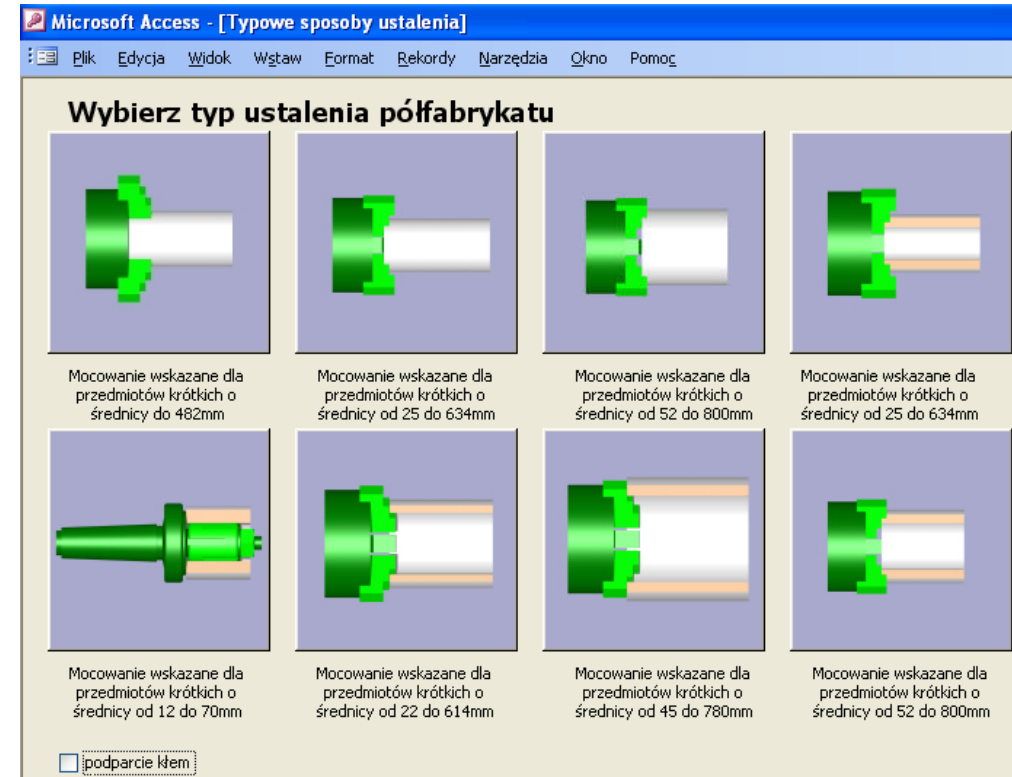 Microsoft Access - [Typowe sposoby ustalenia]
Plik Edycja Widok Wstaw Format Rekordy Narzędzia Okno Pomoc
Wybierz typ ustalenia półfabrykatu
Mocowanie wskazane dla
przedmiotów krótkich o
średnicy do 482mm
Mocowanie wskazane dla
przedmiotów krótkich o
średnicy od 25 do 634mm
Mocowanie wskazane dla
przedmiotów krótkich o
średnicy od 52 do 800mm
Mocowanie wskazane dla
przedmiotów krótkich o
średnicy od 25 do 634mm
Mocowanie wskazane dla
przedmiotów krótkich o
średnicy od 12 do 70mm
Mocowanie wskazane dla
przedmiotów krótkich o
średnicy od 22 do 614mm
Mocowanie wskazane dla
przedmiotów krótkich o
średnicy od 45 do 780mm
Mocowanie wskazane dla
przedmiotów krótkich o
średnicy od 52 do 800mm
podparcie kłem